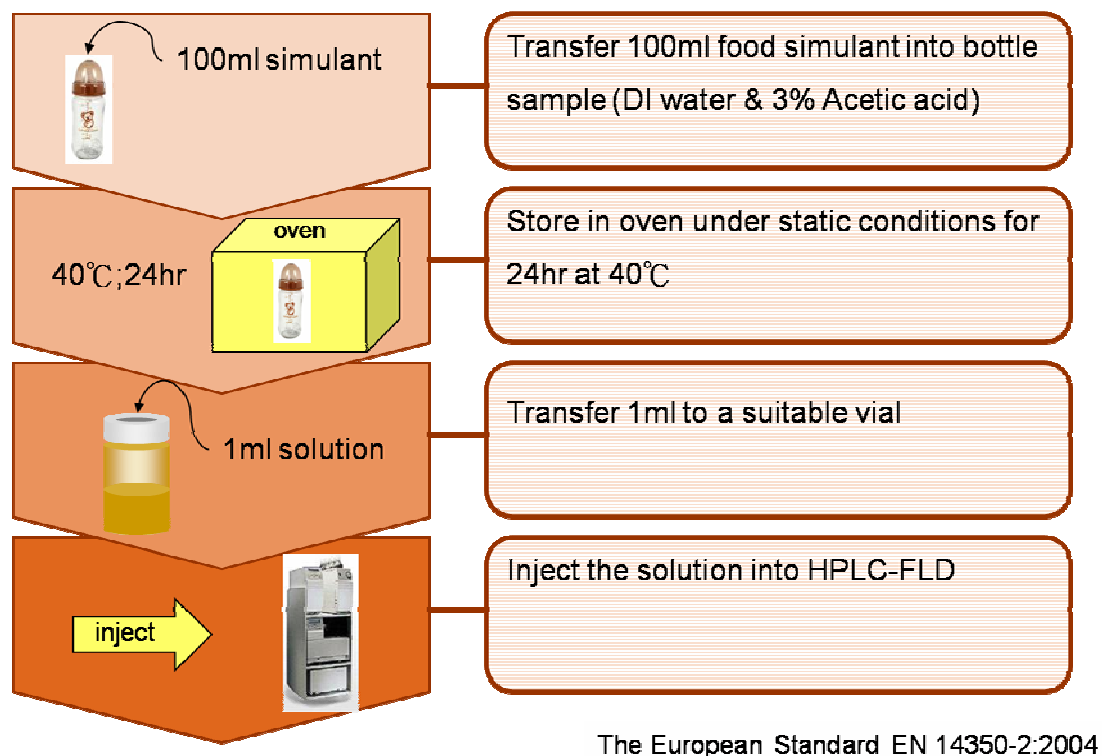 100ml simulant
Transfer 100ml food simulant into bottle
sample (DI water & 3% Acetic acid)
oven
40℃;24hr
Store in oven under static conditions for
24hr at 40℃
1ml solution
Transfer 1ml to a suitable vial
inject
Inject the solution into HPLC-FLD
The European Standard EN 14350-2:2004